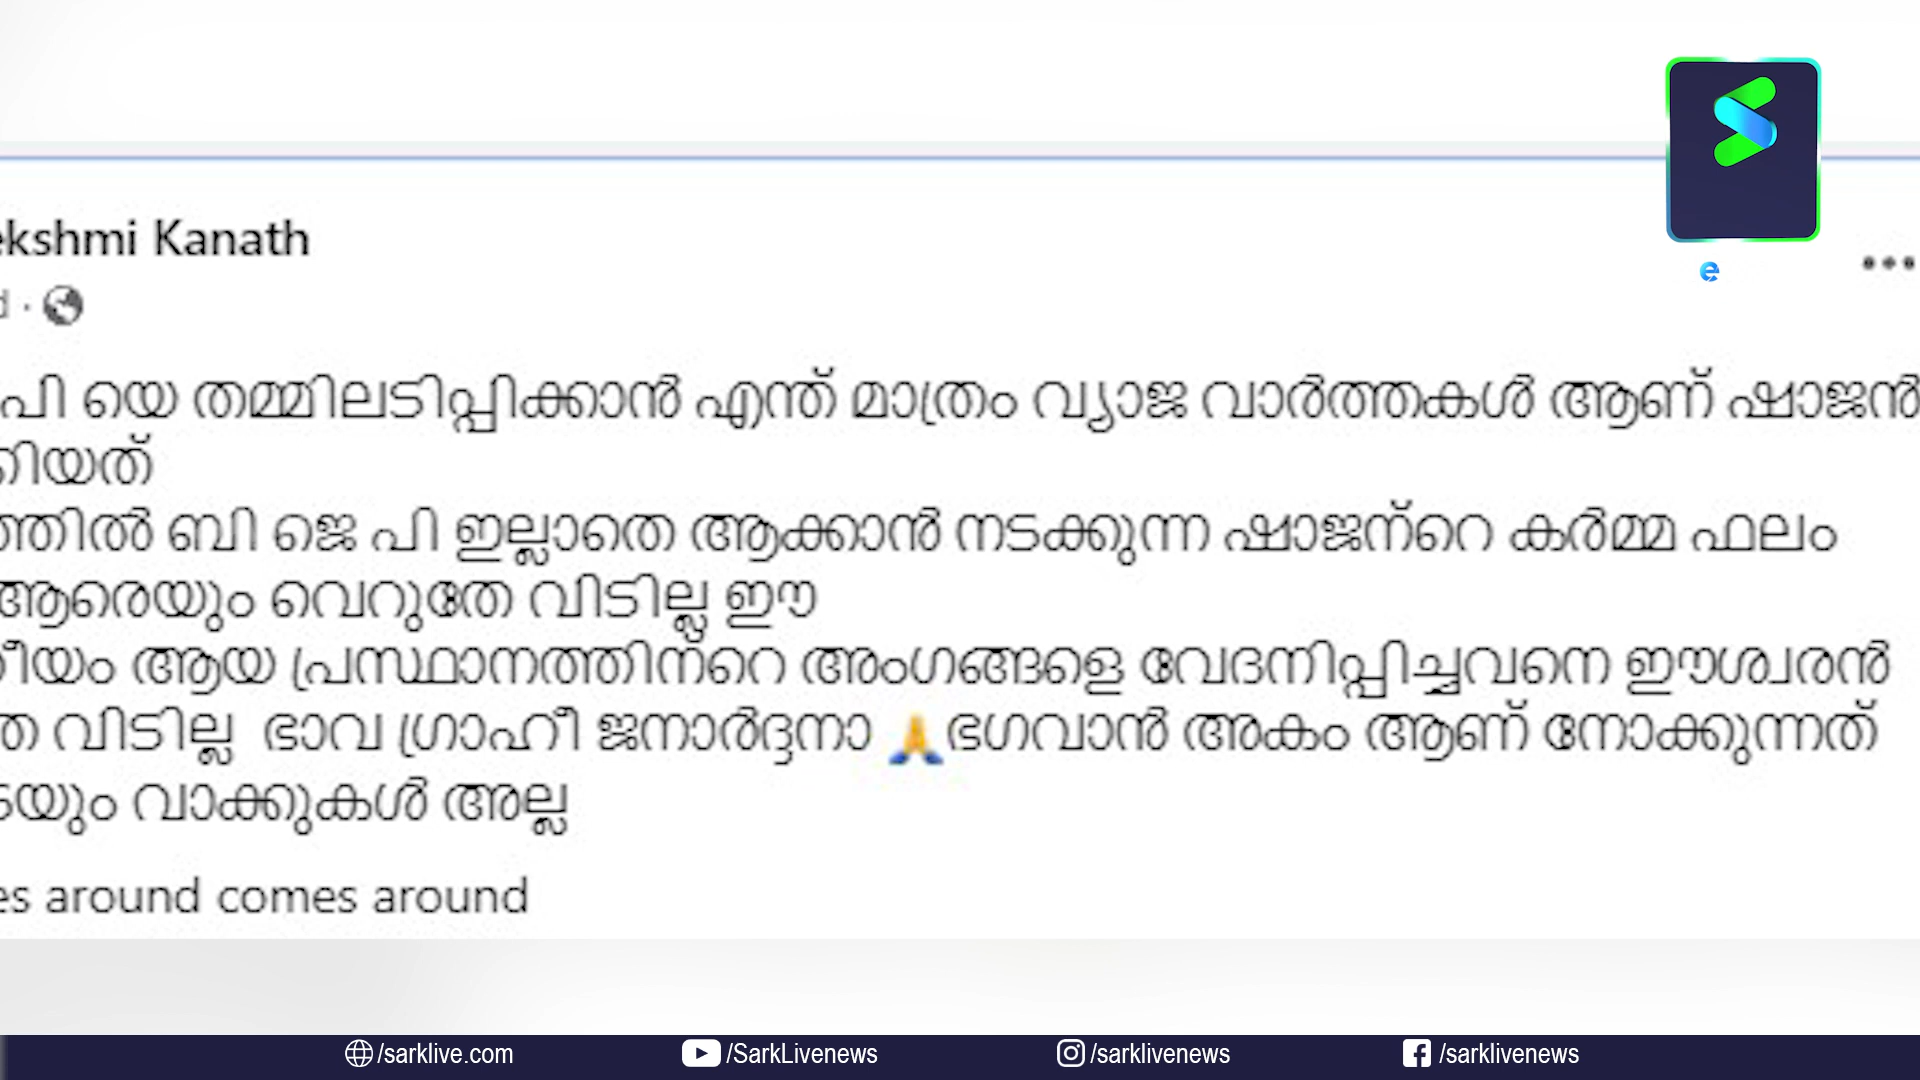 ekshmi Kanath
പി യെ തമ്മിലടിപ്പിക്കാൻ എന്ത് മാത്രം വ്യാജ വാർത്തകൾ ആണ് ഷാജൻ
ത്തിൽ ബി ജെ പി ഇല്ലാതെ ആക്കാൻ നടക്കുന്ന ഷാജന്റെ കർമ്മ ഫലം
ആരെയും വെറുതേ വിടില്ല ഈ
ആയ പ്രസ്ഥാനത്തിന്റെ അംഗങ്ങളെ വേദനിപ്പിച്ചവനെ ഈശ്വരൻ
വിടില്ല ഭാവ ഗ്രാഹീ ജനാർദ്ദനാ 🙏ഭഗവാൻ അകം ആണ് നോക്കുന്നത്
വാക്കുകൾ അല്ല
es around comes around
/sarklive.com
/SarkLivenews
/sarklivenews
/sarklivenews